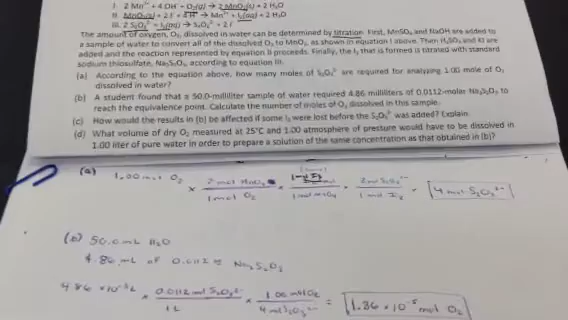 I. 2 Mn²⁺ + 4 OH⁻ + O₂(g) → 2 MnO₂(s) + 2 H₂O
II. MnO₂(s) + 2 I⁻ + 4 H⁺ → Mn²⁺ + I₂(aq) + 2 H₂O
III. 2 S₂O₃²⁻ + I₂(aq) → S₄O₆²⁻ + 2 I⁻
The amount of oxygen, O₂, dissolved in water can be determined by titration. First, MnSO₄ and NaOH are added to
a sample of water to convert all of the dissolved O₂ to MnO₂, as shown in equation I above. Then H₂SO₄ and KI are
added and the reaction represented by equation II proceeds. Finally, the I₂ that is formed is titrated with standard
sodium thiosulfate, Na₂S₂O₃, according to equation III.
(a) According to the equation above, how many moles of S₂O₃²⁻ are required for analyzing 1.00 mole of O₂
dissolved in water?
(b) A student found that a 50.0-milliliter sample of water required 4.86 milliliters of 0.0112-molar Na₂S₂O₃ to
reach the equivalence point. Calculate the number of moles of O₂ dissolved in this sample.
(c) How would the results in (b) be affected if some I₂ were lost before the S₂O₃²⁻ was added? Explain.
(d) What volume of dry O₂ measured at 25°C and 1.00 atmosphere of pressure would have to be dissolved in
1.00 liter of pure water in order to prepare a solution of the same concentration as that obtained in (b)?
(a) 1.00 mol O₂ × 2 mol MnO₂ / 1 mol O₂ × 1 mol I₂ / 1 mol MnO₂ × 2 mol S₂O₃²⁻ / 1 mol I₂ = 4 mol S₂O₃²⁻
(b) 50.0 mL H₂O
4.86 mL of 0.0112 M Na₂S₂O₃
4.86 × 10⁻³ L × 0.0112 mol S₂O₃²⁻ / 1 L × 1.00 mol O₂ / 4 mol S₂O₃²⁻ = 1.36 × 10⁻⁵ mol O₂